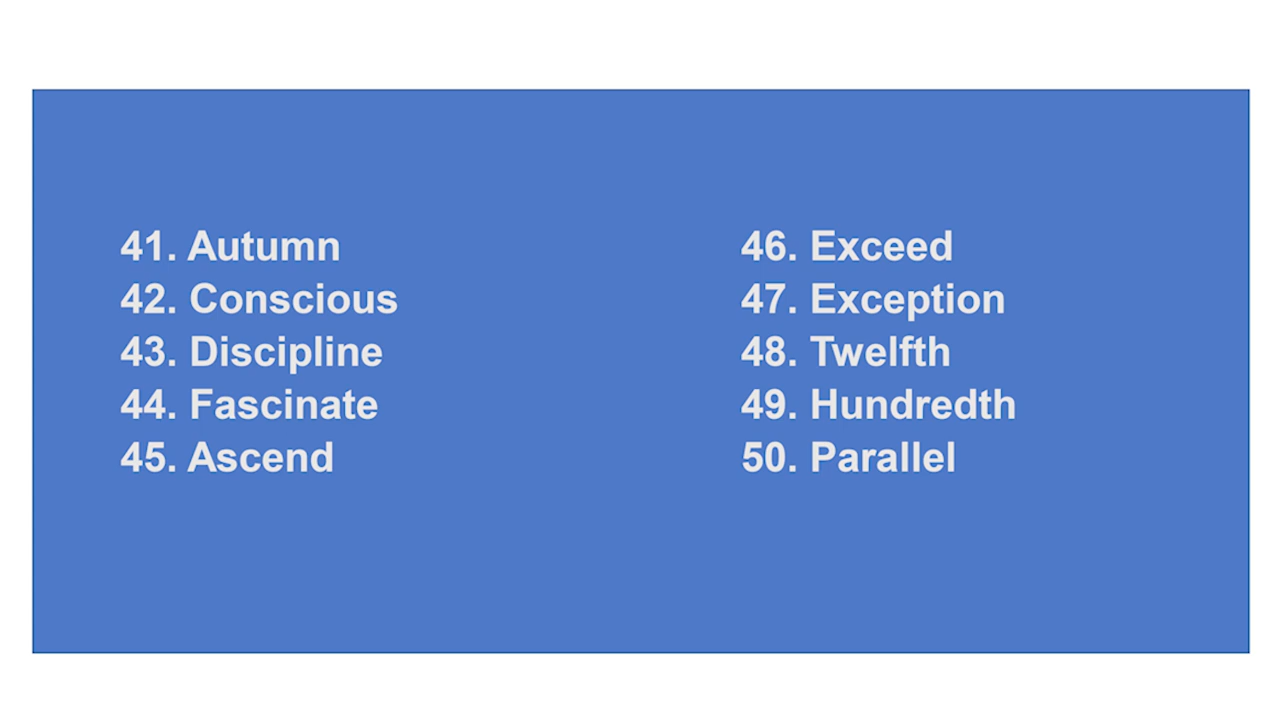 41. Autumn
42. Conscious
43. Discipline
44. Fascinate
45. Ascend
46. Exceed
47. Exception
48. Twelfth
49. Hundredth
50. Parallel